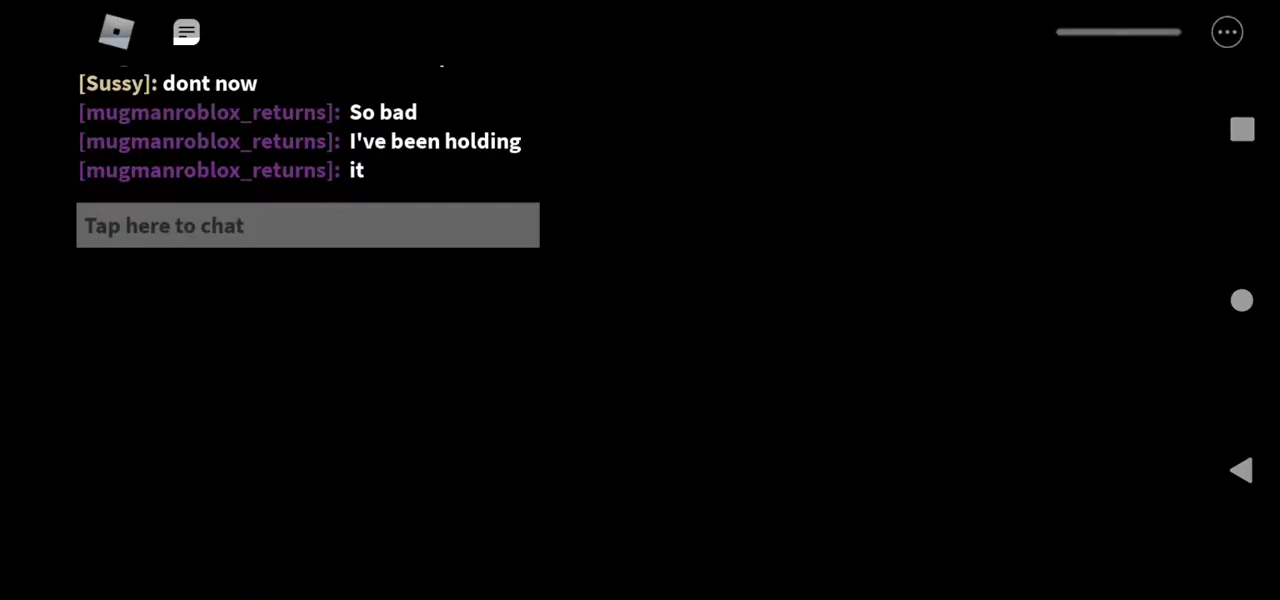 [Sussy]: dont now
[mugmanroblox_returns]: So bad
[mugmanroblox_returns]: I've been holding
[mugmanroblox_returns]: it
Tap here to chat